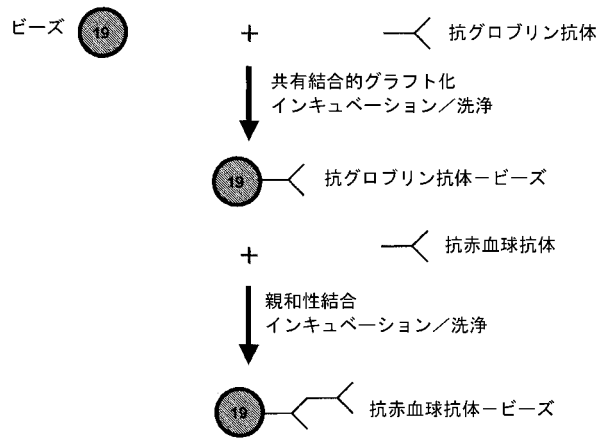 ビーズ
19
+
抗グロブリン抗体
共有結合的グラフト化
インキュベーション／洗浄
19
抗グロブリン抗体－ビーズ
+
抗赤血球抗体
親和性結合
インキュベーション／洗浄
19
抗赤血球抗体－ビーズ